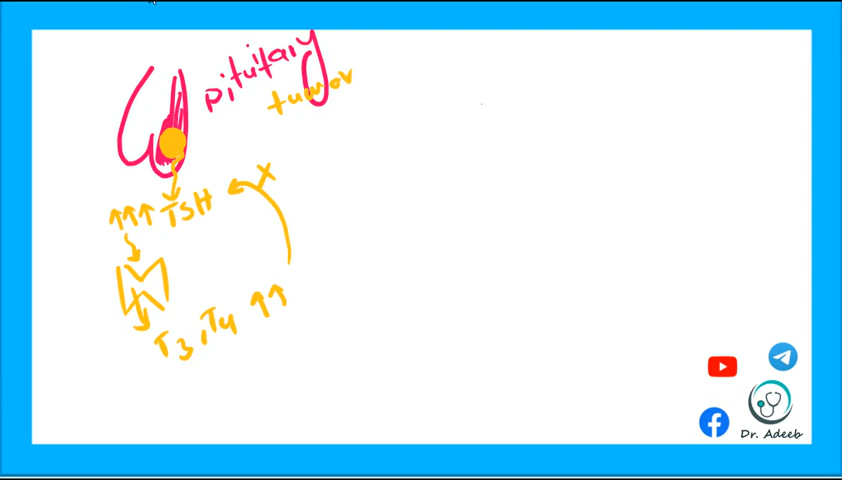 pituitary
tumor
↑↑↑ TSH
X
T3, T4 ↑↑
Dr. Adeeb